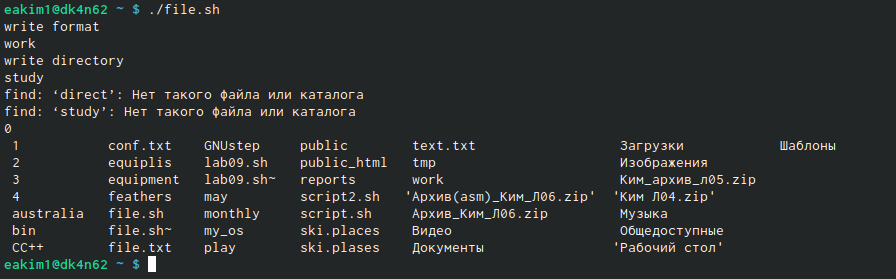 eakim1@dk4n62 ~ $ ./file.sh
write format
work
write directory
study
find: ‘direct’: Нет такого файла или каталога
find: ‘study’: Нет такого файла или каталога
0
1 conf.txt GNUstep public text.txt Загрузки Шаблоны
2 equiplis lab09.sh public_html tmp Изображения
3 equipment lab09.sh~ reports work Ким_архив_л05.zip
4 feathers may script2.sh 'Архив(asm)_Ким_Л06.zip' 'Ким Л04.zip'
australia file.sh monthly script.sh Архив_Ким_Л06.zip Музыка
bin file.sh~ my_os ski.places Видео Общедоступные
CC++ file.txt play ski.plases Документы 'Рабочий стол'
eakim1@dk4n62 ~ $